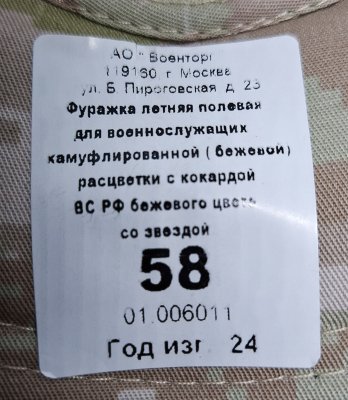 АО "Военторг
119160 г Москва
ул. Б. Пироговская д. 23
Фуражка летняя полевая
для военнослужащих
камуфлированной ( бежевой)
расцветки с кокардой
ВС РФ бежевого цвета
со звездой
58
01.006011
Год изг. 24